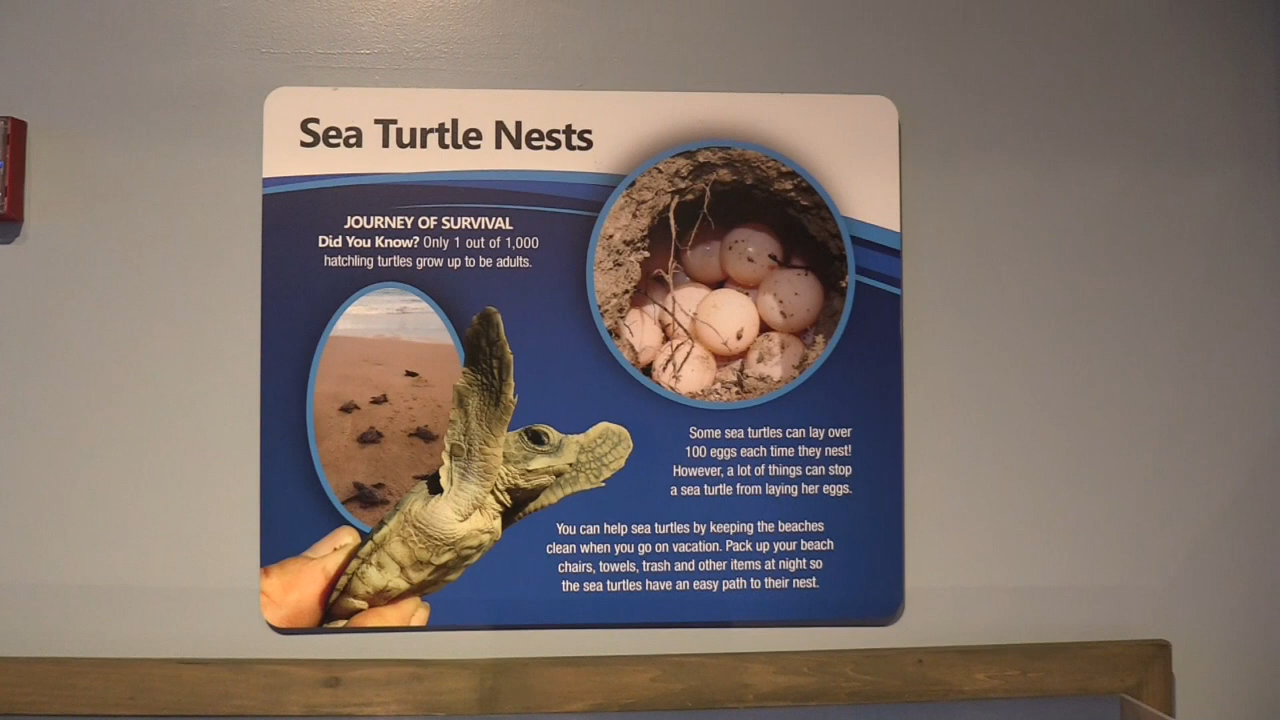 Sea Turtle Nests
JOURNEY OF SURVIVAL
Did You Know? Only 1 out of 1,000
hatchling turtles grow up to be adults.
Some sea turtles can lay over
100 eggs each time they nest!
However, a lot of things can stop
a sea turtle from laying her eggs.
You can help sea turtles by keeping the beaches
clean when you go on vacation. Pack up your beach
chairs, towels, trash and other items at night so
the sea turtles have an easy path to their nest.